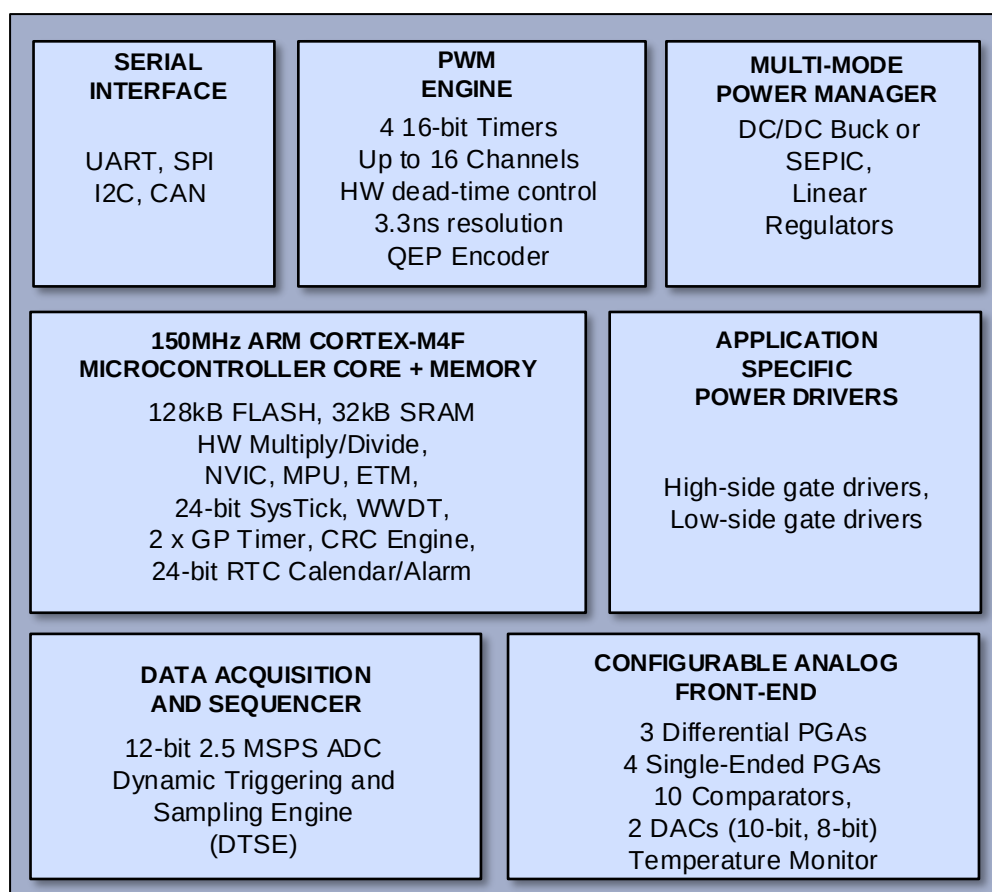 SERIAL
INTERFACE
UART, SPI
I2C, CAN
PWM
ENGINE
4 16-bit Timers
Up to 16 Channels
HW dead-time control
3.3ns resolution
QEP Encoder
MULTI-MODE
POWER MANAGER
DC/DC Buck or
SEPIC,
Linear
Regulators
150MHz ARM CORTEX-M4F
MICROCONTROLLER CORE + MEMORY
128kB FLASH, 32kB SRAM
HW Multiply/Divide,
NVIC, MPU, ETM,
24-bit SysTick, WWDT,
2 x GP Timer, CRC Engine,
24-bit RTC Calendar/Alarm
APPLICATION
SPECIFIC
POWER DRIVERS
High-side gate drivers,
Low-side gate drivers
DATA ACQUISITION
AND SEQUENCER
12-bit 2.5 MSPS ADC
Dynamic Triggering and
Sampling Engine
(DTSE)
CONFIGURABLE ANALOG
FRONT-END
3 Differential PGAs
4 Single-Ended PGAs
10 Comparators,
2 DACs (10-bit, 8-bit)
Temperature Monitor